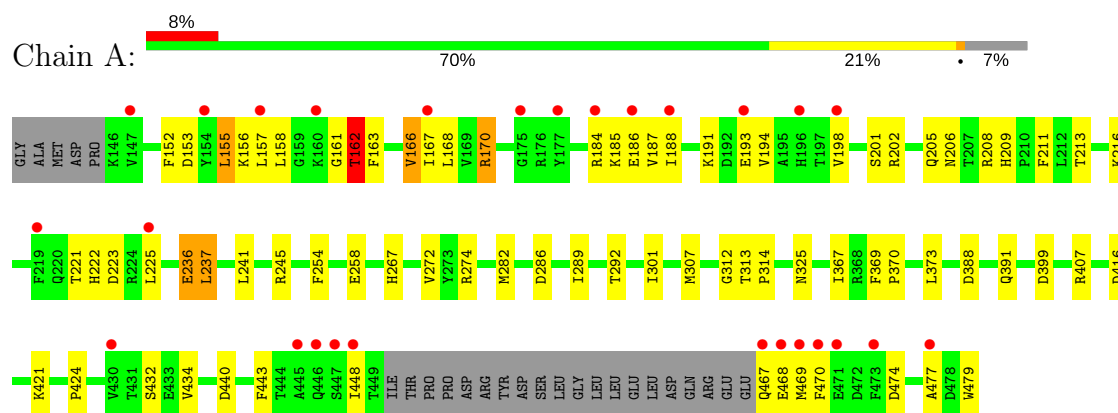 8%
Chain A:
70% 21% • 7%
GLY ALA MET ASP PRO K146 V147 F152 D153 Y154 L155 K156 L157 L158 G159 K160 G161 T162 F163 V166 I167 L168 V169 R170 G175 R176 Y177 R184 K185 E186 V187 I188 K191 D192 E193 V194 A195 H196 T197 V198 S201 R202 Q205 N206 T207 R208 H209 P210 F211 L212 T213 K216
F219 Q220 T221 H222 D223 R224 L225 E236 L237 L241 R245 F254 E258 H267 V272 Y273 R274 M282 D286 I289 T292 I301 M307 G312 T313 P314 N325 I367 R368 F369 P370 L373 D388 Q391 D399 R407
K421 P424 V430 T431 S432 E433 V434 D440 F443 T444 A445 Q446 S447 I448 T449 ILE THR PRO PRO ASP ARG TYR ASP SER LEU GLY LEU LEU GLU LEU ASP GLN ARG GLU GLU Q467 E468 M469 F470 E471 D472 F473 D474 A477 D478 W479